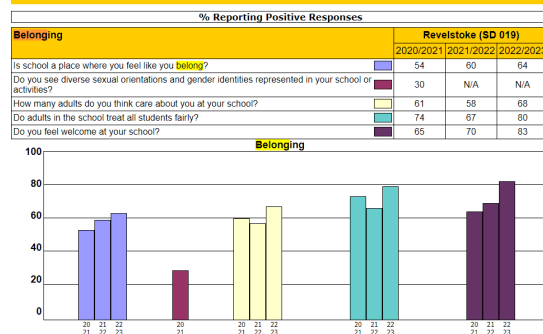 % Reporting Positive Responses
Belonging Revelstoke (SD 019)
2020/2021 2021/2022 2022/2023
Is school a place where you feel like you belong? 54 60 64
Do you see diverse sexual orientations and gender identities represented in your school or
activities? 30 N/A N/A
How many adults do you think care about you at your school? 61 58 68
Do adults in the school treat all students fairly? 74 67 80
Do you feel welcome at your school? 65 70 83
Belonging
100
80
60
40
20
0
20 21 22 20 20 21 22 20 21 22 20 21 22
21 22 23 21 21 22 23 21 22 23 21 22 23